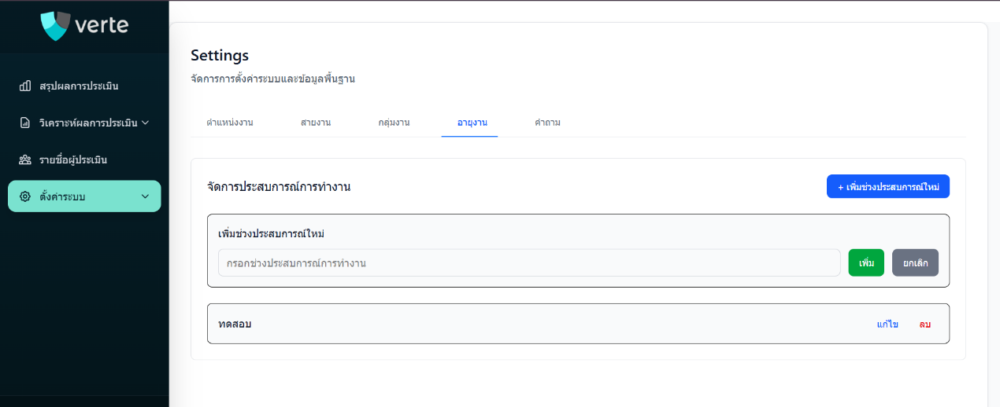 verte
สรุปผลการประเมิน
วิเคราะห์ผลการประเมิน
รายชื่อผู้ประเมิน
ตั้งค่าระบบ
Settings
จัดการการตั้งค่าระบบและข้อมูลพื้นฐาน
ตำแหน่งงาน สายงาน กลุ่มงาน อายุงาน คำถาม
จัดการประสบการณ์การทำงาน + เพิ่มช่วงประสบการณ์ใหม่
เพิ่มช่วงประสบการณ์ใหม่
กรอกช่วงประสบการณ์การทำงาน เพิ่ม ยกเลิก
ทดสอบ แก้ไข ลบ